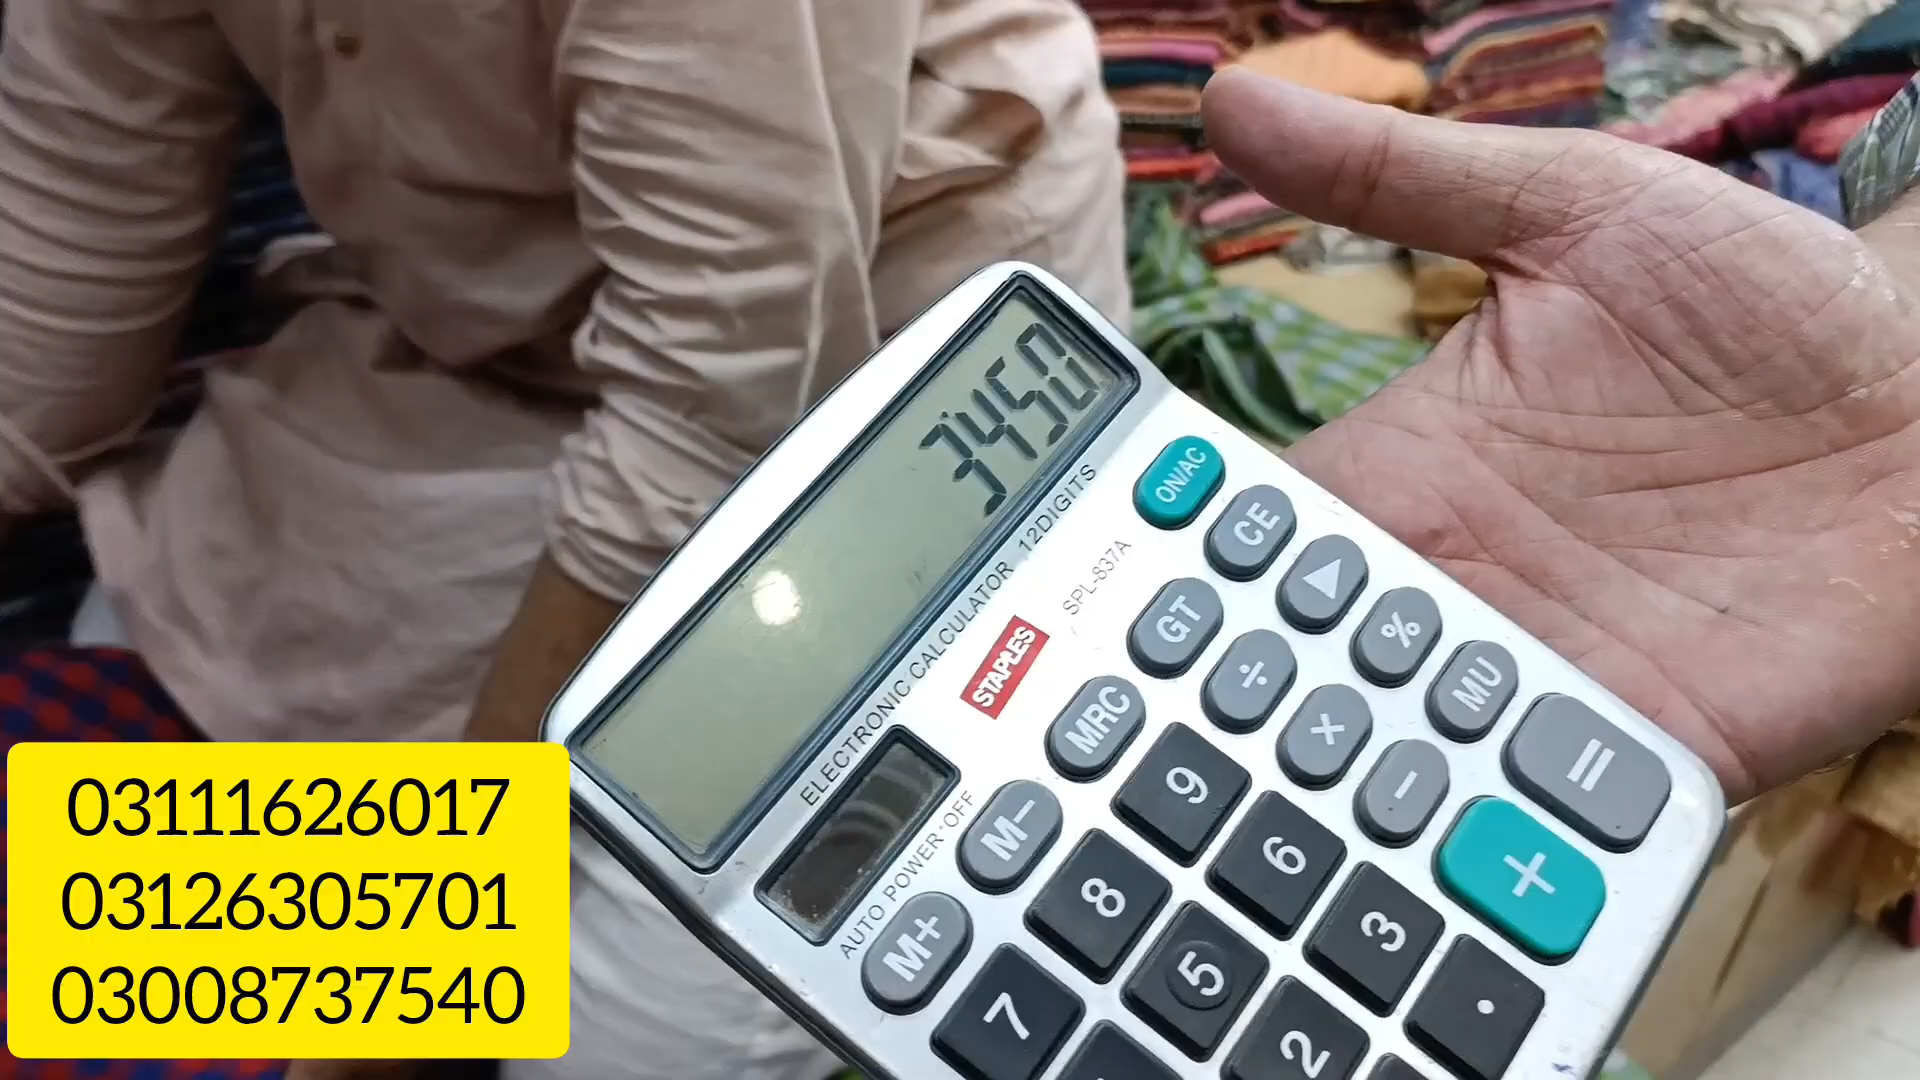 3450
ELECTRONIC CALCULATOR 12DIGITS
STAPLES
SPL-837A
AUTO POWER·OFF
ON/AC
CE
▷
%
MU
GT
÷
×
−
=
MRC
9
6
3
+
M−
8
5
2
.
M+
7
03111626017
03126305701
03008737540